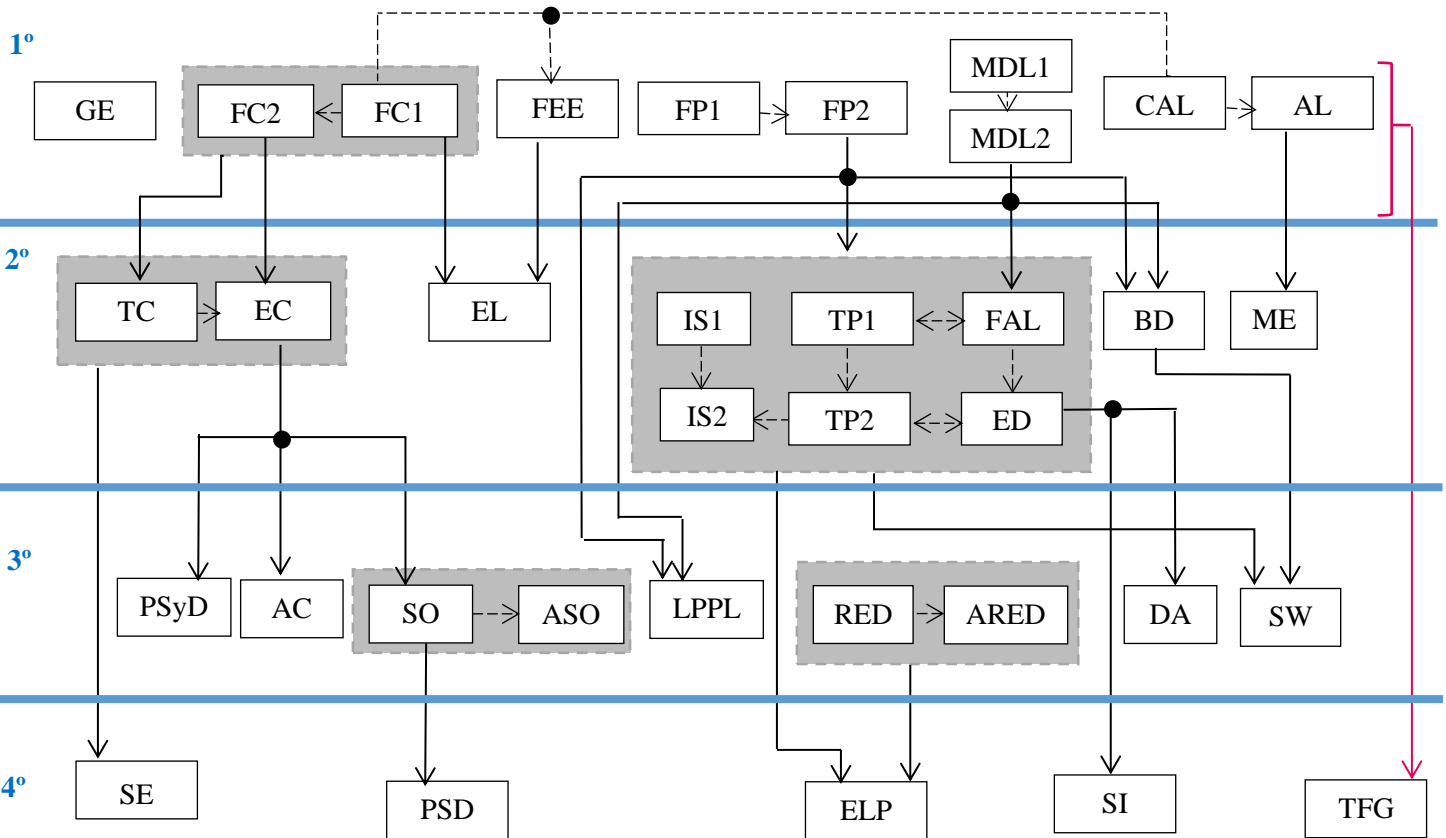 1º
MDL1
GE
FC2
FC1
FEE
FP1
FP2
CAL
AL
MDL2
2º
TC
EC
EL
IS1
TP1
FAL
BD
ME
IS2
TP2
ED
3º
PSyD
AC
SO
ASO
LPPL
RED
ARED
DA
SW
4º
SE
PSD
ELP
SI
TFG